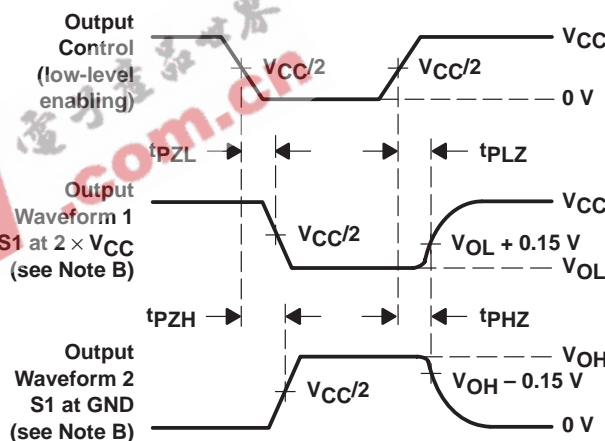 Output
Control
(low-level
enabling)
VCC/2
VCC/2
VCC
0 V
tPZL
tPLZ
Output
Waveform 1
S1 at 2 × VCC
(see Note B)
VCC/2
VCC
VOL + 0.15 V
VOL
tPZH
tPHZ
Output
Waveform 2
S1 at GND
(see Note B)
VCC/2
VOH
VOH – 0.15 V
0 V
.com.cn